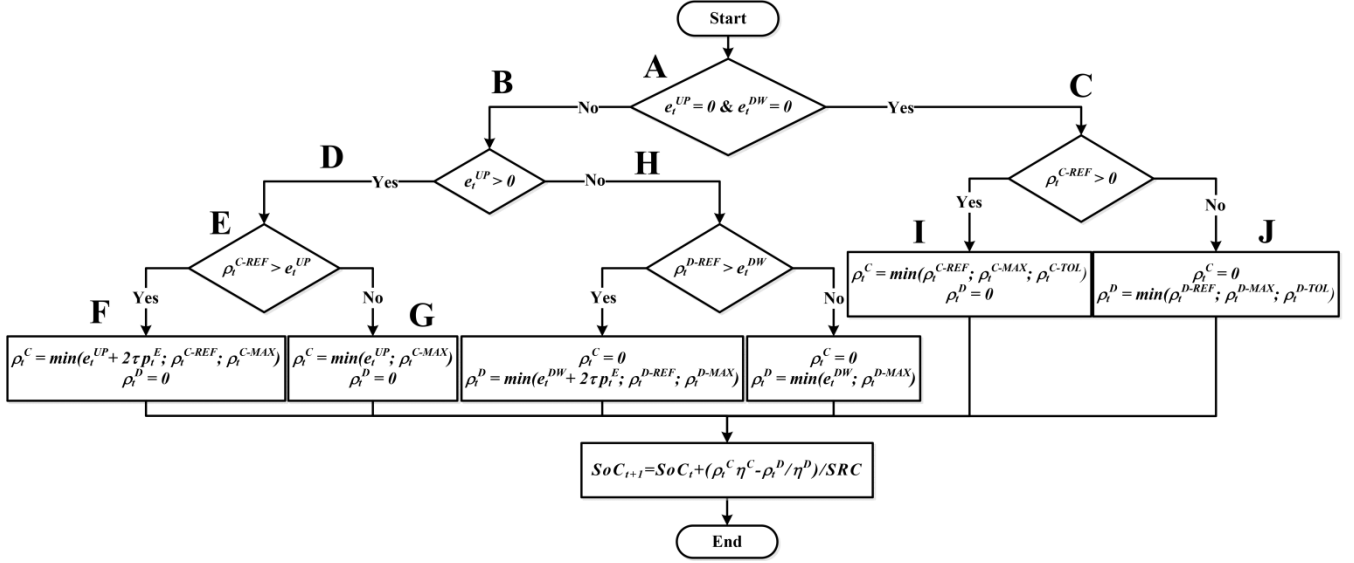 Start
A
B
C
e_t^{UP} = 0 & e_t^{DW} = 0
No
Yes
D
H
e_t^{UP} > 0
Yes
No
ρ_t^{C-REF} > 0
Yes
No
E
I
J
ρ_t^{C-REF} > e_t^{UP}
ρ_t^{D-REF} > e_t^{DW}
ρ_t^C = min(ρ_t^{C-REF}; ρ_t^{C-MAX}; ρ_t^{C-TOL})
ρ_t^D = 0
ρ_t^C = 0
ρ_t^D = min(ρ_t^{D-REF}; ρ_t^{D-MAX}; ρ_t^{D-TOL})
Yes
No
Yes
No
F
G
ρ_t^C = min(e_t^{UP} + 2τp_t^E; ρ_t^{C-REF}; ρ_t^{C-MAX})
ρ_t^D = 0
ρ_t^C = min(e_t^{UP}; ρ_t^{C-MAX})
ρ_t^D = 0
ρ_t^C = 0
ρ_t^D = min(e_t^{DW} + 2τp_t^E; ρ_t^{D-REF}; ρ_t^{D-MAX})
ρ_t^C = 0
ρ_t^D = min(e_t^{DW}; ρ_t^{D-MAX})
SoC_{t+1}=SoC_t+(ρ_t^C η^C-ρ_t^D/η^D)/SRC
End